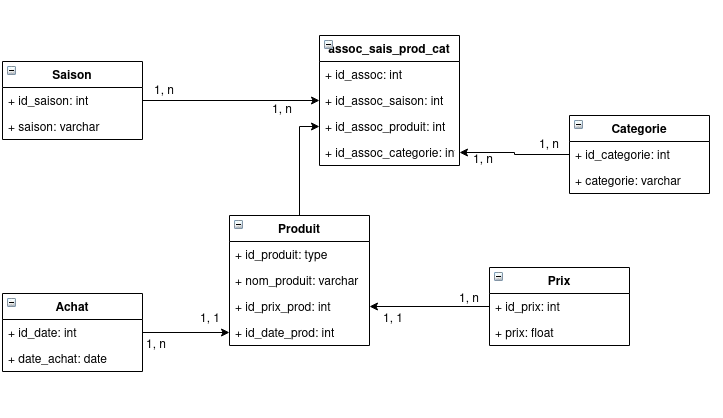 assoc_sais_prod_cat
+ id_assoc: int
+ id_assoc_saison: int
+ id_assoc_produit: int
+ id_assoc_categorie: in
Saison
+ id_saison: int
+ saison: varchar
1, n
1, n
Categorie
+ id_categorie: int
+ categorie: varchar
1, n
1, n
Produit
+ id_produit: type
+ nom_produit: varchar
+ id_prix_prod: int
+ id_date_prod: int
Achat
+ id_date: int
+ date_achat: date
1, 1
1, n
Prix
+ id_prix: int
+ prix: float
1, n
1, 1